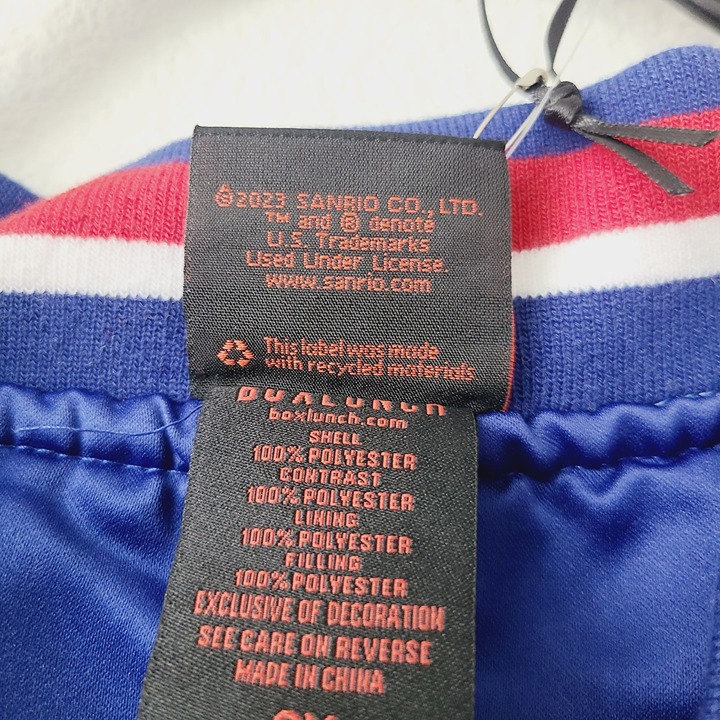 ©2023 SANRIO CO., LTD.
™ and ® denote
U.S. Trademarks
Used Under License.
www.sanrio.com
This label was made
with recycled materials
BOXLUNCH
boxlunch.com
SHELL
100% POLYESTER
CONTRAST
100% POLYESTER
LINING
100% POLYESTER
FILLING
100% POLYESTER
EXCLUSIVE OF DECORATION
SEE CARE ON REVERSE
MADE IN CHINA